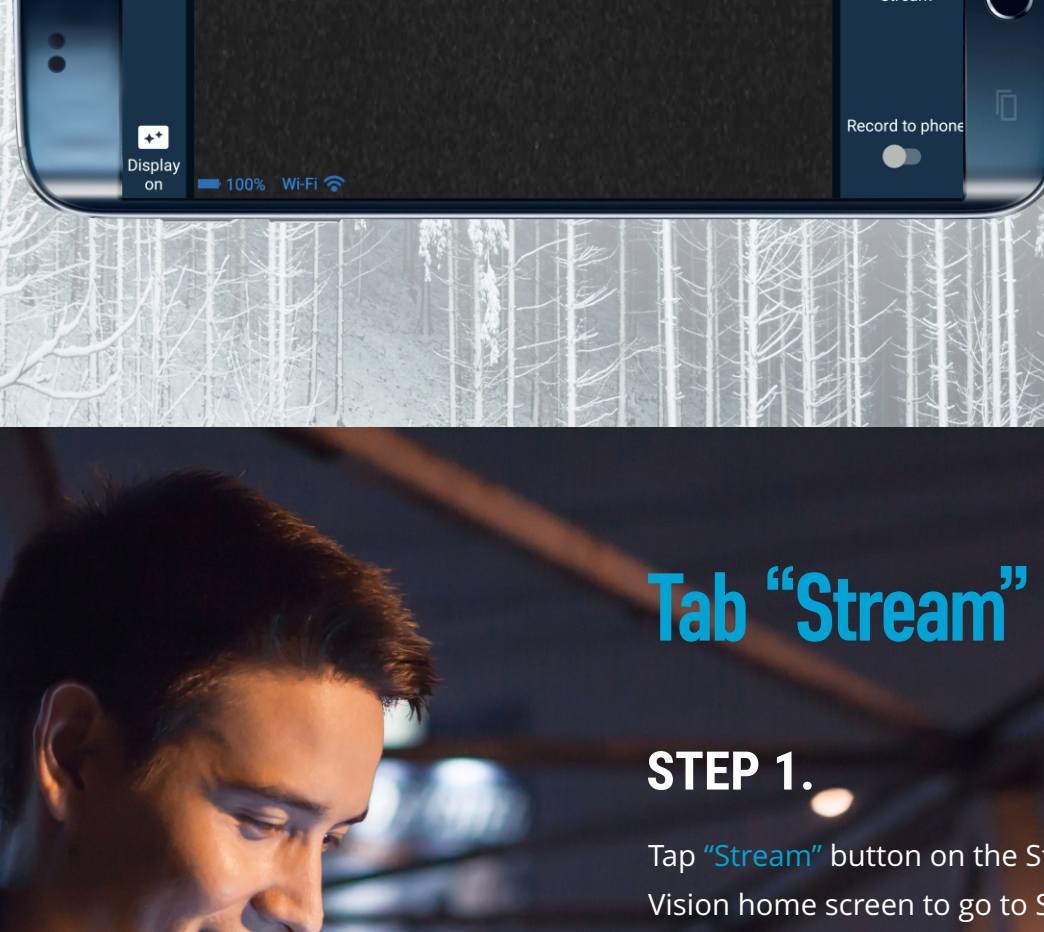 Record to phone
Display
on
100% Wi-Fi
Tab “Stream”
STEP 1.
Tap “Stream” button on the
Vision home screen to go to